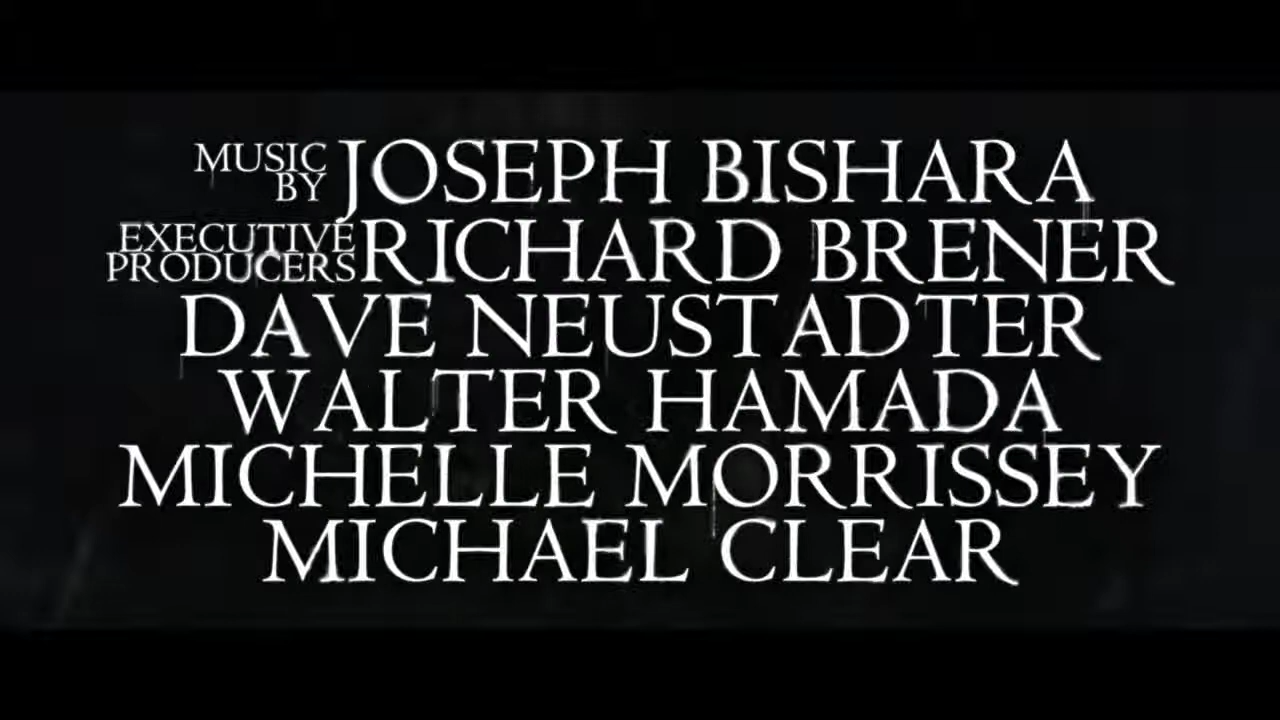 MUSIC BY JOSEPH BISHARA
EXECUTIVE PRODUCERS RICHARD BRENER
DAVE NEUSTADTER
WALTER HAMADA
MICHELLE MORRISSEY
MICHAEL CLEAR